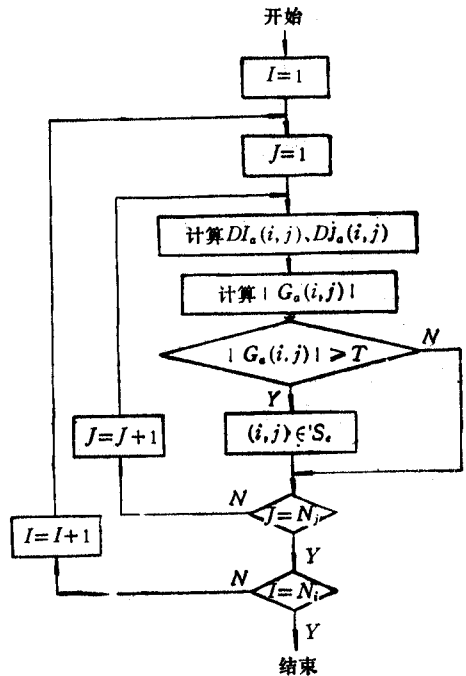 开始
I=1
J=1
计算DIₐ(i,j)、Djₐ(i,j)
计算|Gₐ(i,j)|
|Gₐ(i.j)|⩾T
N
Y
(i,j)∈'Sₑ
J=J+1
N
J=Nⱼ
Y
I=I+1
N
I=Nᵢ
Y
结束